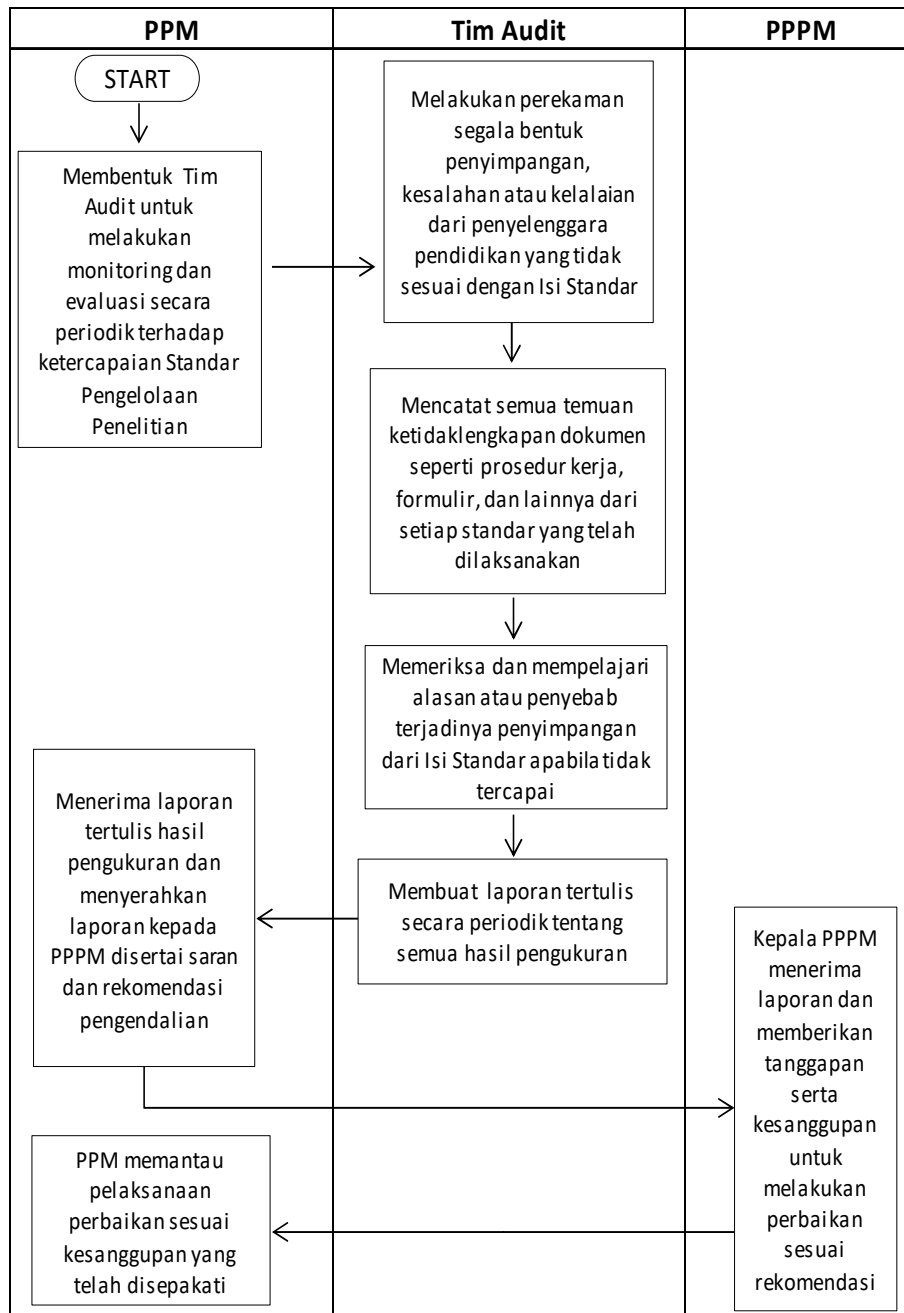 PPM
Tim Audit
PPPM
START
Membentuk Tim
Audit untuk
melakukan
monitoring dan
evaluasi secara
periodik terhadap
ketercapaian Standar
Pengelolaan
Penelitian
Melakukan perekaman
segala bentuk
penyimpangan,
kesalahan atau kelalaian
dari penyelenggara
pendidikan yang tidak
sesuai dengan Isi Standar
Mencatat semua temuan
ketidaklengkapan dokumen
seperti prosedur kerja,
formulir, dan lainnya dari
setiap standar yang telah
dilaksanakan
Memeriksa dan mempelajari
alasan atau penyebab
terjadinya penyimpangan
dari Isi Standar apabila tidak
tercapai
Membuat laporan tertulis
secara periodik tentang
semua hasil pengukuran
Menerima laporan
tertulis hasil
pengukuran dan
menyerahkan
laporan kepada
PPPM disertai saran
dan rekomendasi
pengendalian
Kepala PPPM
menerima
laporan dan
memberikan
tanggapan
serta
kesanggupan
untuk
melakukan
perbaikan
sesuai
rekomendasi
PPM memantau
pelaksanaan
perbaikan sesuai
kesanggupan yang
telah disepakati